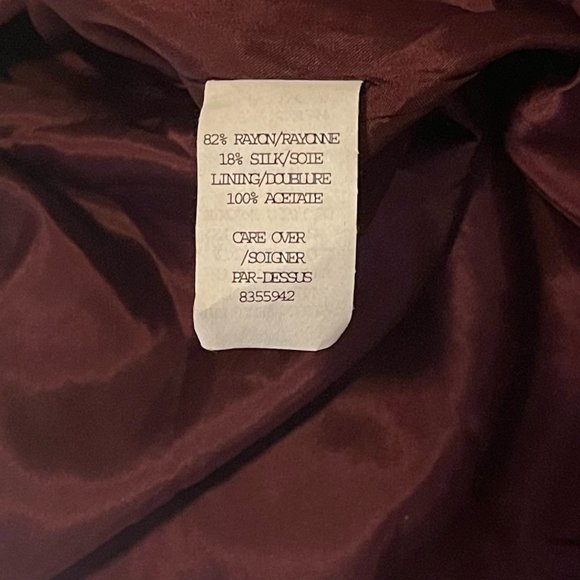 82% RAYON/RAYONNE
18% SILK/SOIE
LINING/DOUBLURE
100% ACETATE
CARE OVER
/SOIGNER
PAR-DESSUS
8355942